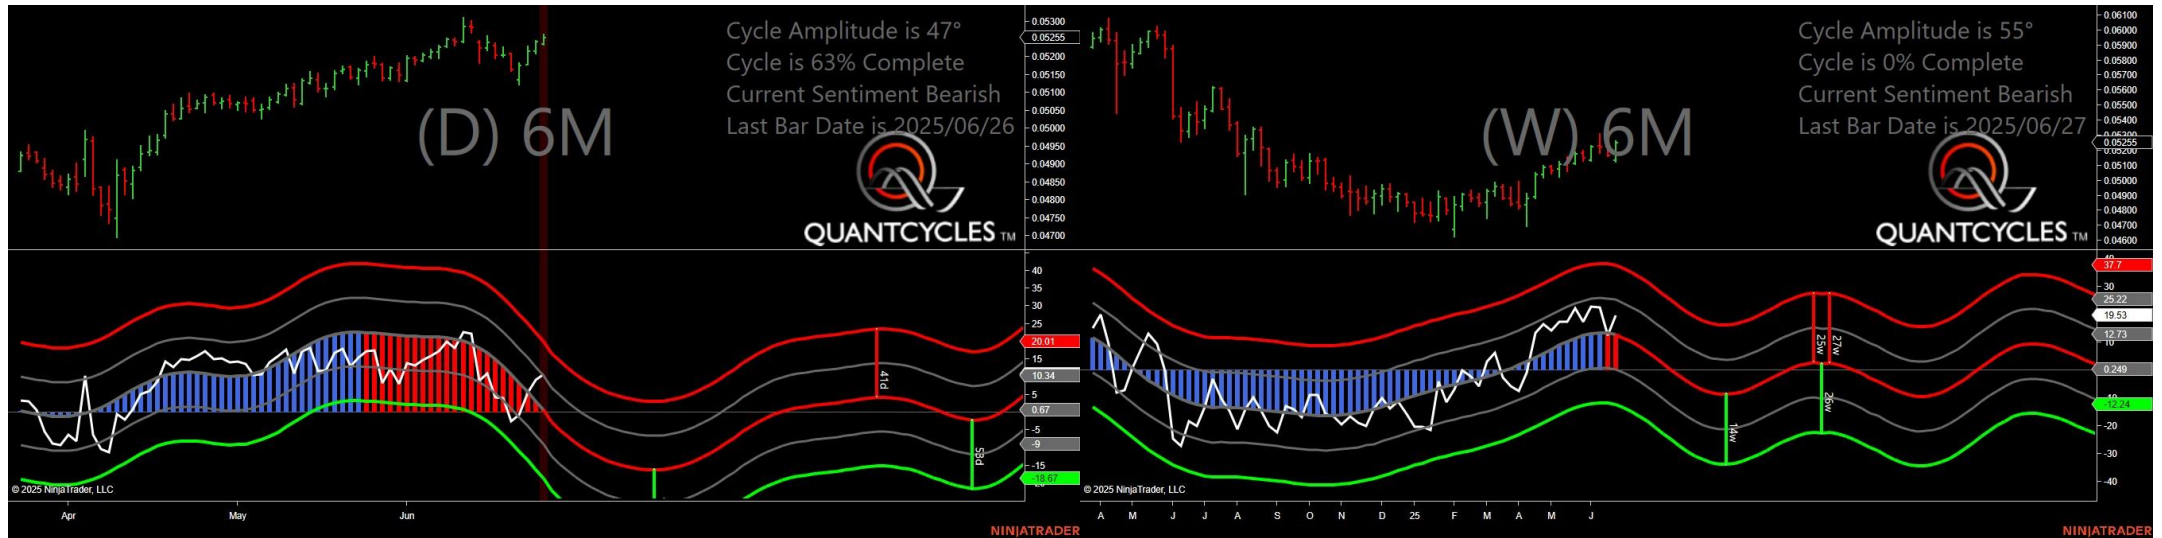 Cycle Amplitude is 47°
Cycle is 63% Complete
Current Sentiment Bearish
Last Bar Date is 2025/06/26
(D) 6M
QUANTCYCLES TM
0.05300
0.05255
0.05200
0.05150
0.05100
0.05050
0.05000
0.04950
0.04900
0.04850
0.04800
0.04750
0.04700
40
35
30
25
20.01
15
10.34
5
0.67
-5
-9
-15
-18.67
41d
58d
© 2025 NinjaTrader, LLC
Apr May Jun
NINJATRADER
Cycle Amplitude is 55°
Cycle is 0% Complete
Current Sentiment Bearish
Last Bar Date is 2025/06/27
(W) 6M
QUANTCYCLES TM
0.06100
0.06000
0.05900
0.05800
0.05700
0.05600
0.05500
0.05400
0.05255
0.05200
0.05100
0.05000
0.04900
0.04800
0.04700
0.04600
37.7
30
25.22
19.53
12.73
0.249
-12.24
-20
-30
-40
25w
27w
26w
14w
© 2025 NinjaTrader, LLC
A M J J A S O N D 25 F M A M J
NINJATRADER